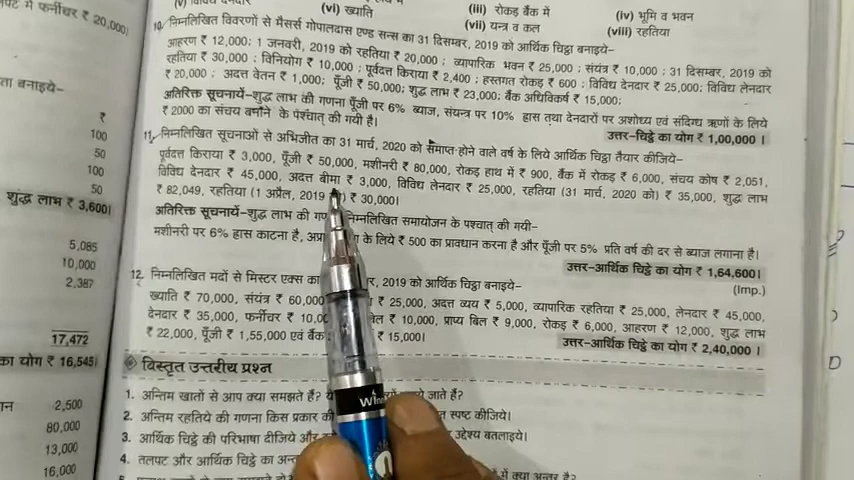 (vi) ख्याति
(iii) रोकड़ बैंक में
(iv) भूमि व भवन
(vii) यन्त्र व कल
(viii) रहतिया
में फर्नीचर ₹ 20,000)
10. निम्नलिखित विवरणों से मैसर्स गोपालदास एण्ड सन्स का 31 दिसम्बर, 2019 को आर्थिक चिट्ठा बनाइये–
आहरण ₹ 12,000; 1 जनवरी, 2019 को रहतिया ₹ 20,000; व्यापारिक भवन ₹ 25,000; संयंत्र ₹ 10,000; 31 दिसम्बर, 2019 को
रहतिया ₹ 30,000; विनियोग ₹ 10,000; पूर्वदत्त किराया ₹ 2,400; हस्तगत रोकड़ ₹ 600; विविध देनदार ₹ 25,000; विविध लेनदार
₹ 20,000; अदत्त वेतन ₹ 1,000; पूँजी ₹ 50,000; शुद्ध लाभ ₹ 23,000; बैंक अधिविकर्ष ₹ 15,000;
अतिरिक्त सूचनायें–शुद्ध लाभ की गणना पूँजी पर 6% ब्याज, संयन्त्र पर 10% ह्रास तथा देनदारों पर अशोध्य एवं संदिग्ध ऋणों के लिये
₹ 2000 का संचय बनाने के पश्चात् की गयी है।
उत्तर-चिट्ठे का योग ₹ 1,00,000 ।
11. निम्नलिखित सूचनाओं से अभिजीत का 31 मार्च, 2020 को समाप्त होने वाले वर्ष के लिये आर्थिक चिट्ठा तैयार कीजिये–
पूर्वदत्त किराया ₹ 3,000, पूँजी ₹ 50,000, मशीनरी ₹ 80,000, रोकड़ हाथ में ₹ 900, बैंक में रोकड़ ₹ 6,000, संचय कोष ₹ 2,051,
विविध देनदार ₹ 45,000, अदत्त बीमा ₹ 3,000, विविध लेनदार ₹ 25,000, रहतिया (31 मार्च, 2020 को) ₹ 35,000, शुद्ध लाभ
₹ 82,049, रहतिया (1 अप्रैल, 2019 ) ₹ 30,000।
अतिरिक्त सूचनायें–शुद्ध लाभ की निम्नलिखित समायोजन के पश्चात् की गयी–
मशीनरी पर 6% ह्रास काटना है, के लिये ₹ 500 का प्रावधान करना है और पूँजी पर 5% प्रति वर्ष की दर से ब्याज लगाना है।
उत्तर-आर्थिक चिट्ठे का योग ₹ 1,64,600।
12. निम्नलिखित मदों से मिस्टर एक्स का 2019 को आर्थिक चिट्ठा बनाइये–
(Imp.)
ख्याति ₹ 70,000, संयंत्र ₹ 60,000 ₹ 25,000, अदत्त व्यय ₹ 5,000, व्यापारिक रहतिया ₹ 25,000, लेनदार ₹ 45,000,
देनदार ₹ 35,000, फर्नीचर ₹ ₹ 10,000, प्राप्य बिल ₹ 9,000, रोकड़ ₹ 6,000, आहरण ₹ 12,000, शुद्ध लाभ
₹ 22,000, पूँजी ₹ 1,55,000 एवं बैंक ₹ 15,000।
उत्तर-आर्थिक चिट्ठे का योग ₹ 2,40,000 ।
विस्तृत उत्तरीय प्रश्न
1. अन्तिम खातों से आप क्या समझते हैं? जाते हैं?
2. अन्तिम रहतिये की गणना किस प्रकार की स्पष्ट कीजिये।
3. आर्थिक चिट्ठे की परिभाषा दीजिये और उद्देश्य बतलाइये।
4. तलपट और आर्थिक चिट्ठे का
में क्या अन्तर है?
ता बनाइये–
₹
100
50
100
50
शुद्ध लाभ ₹ 3,600।
5,085
10,000
2,387
17,472
का योग ₹ 16,545।
2,500
80,000
13,000
16,000